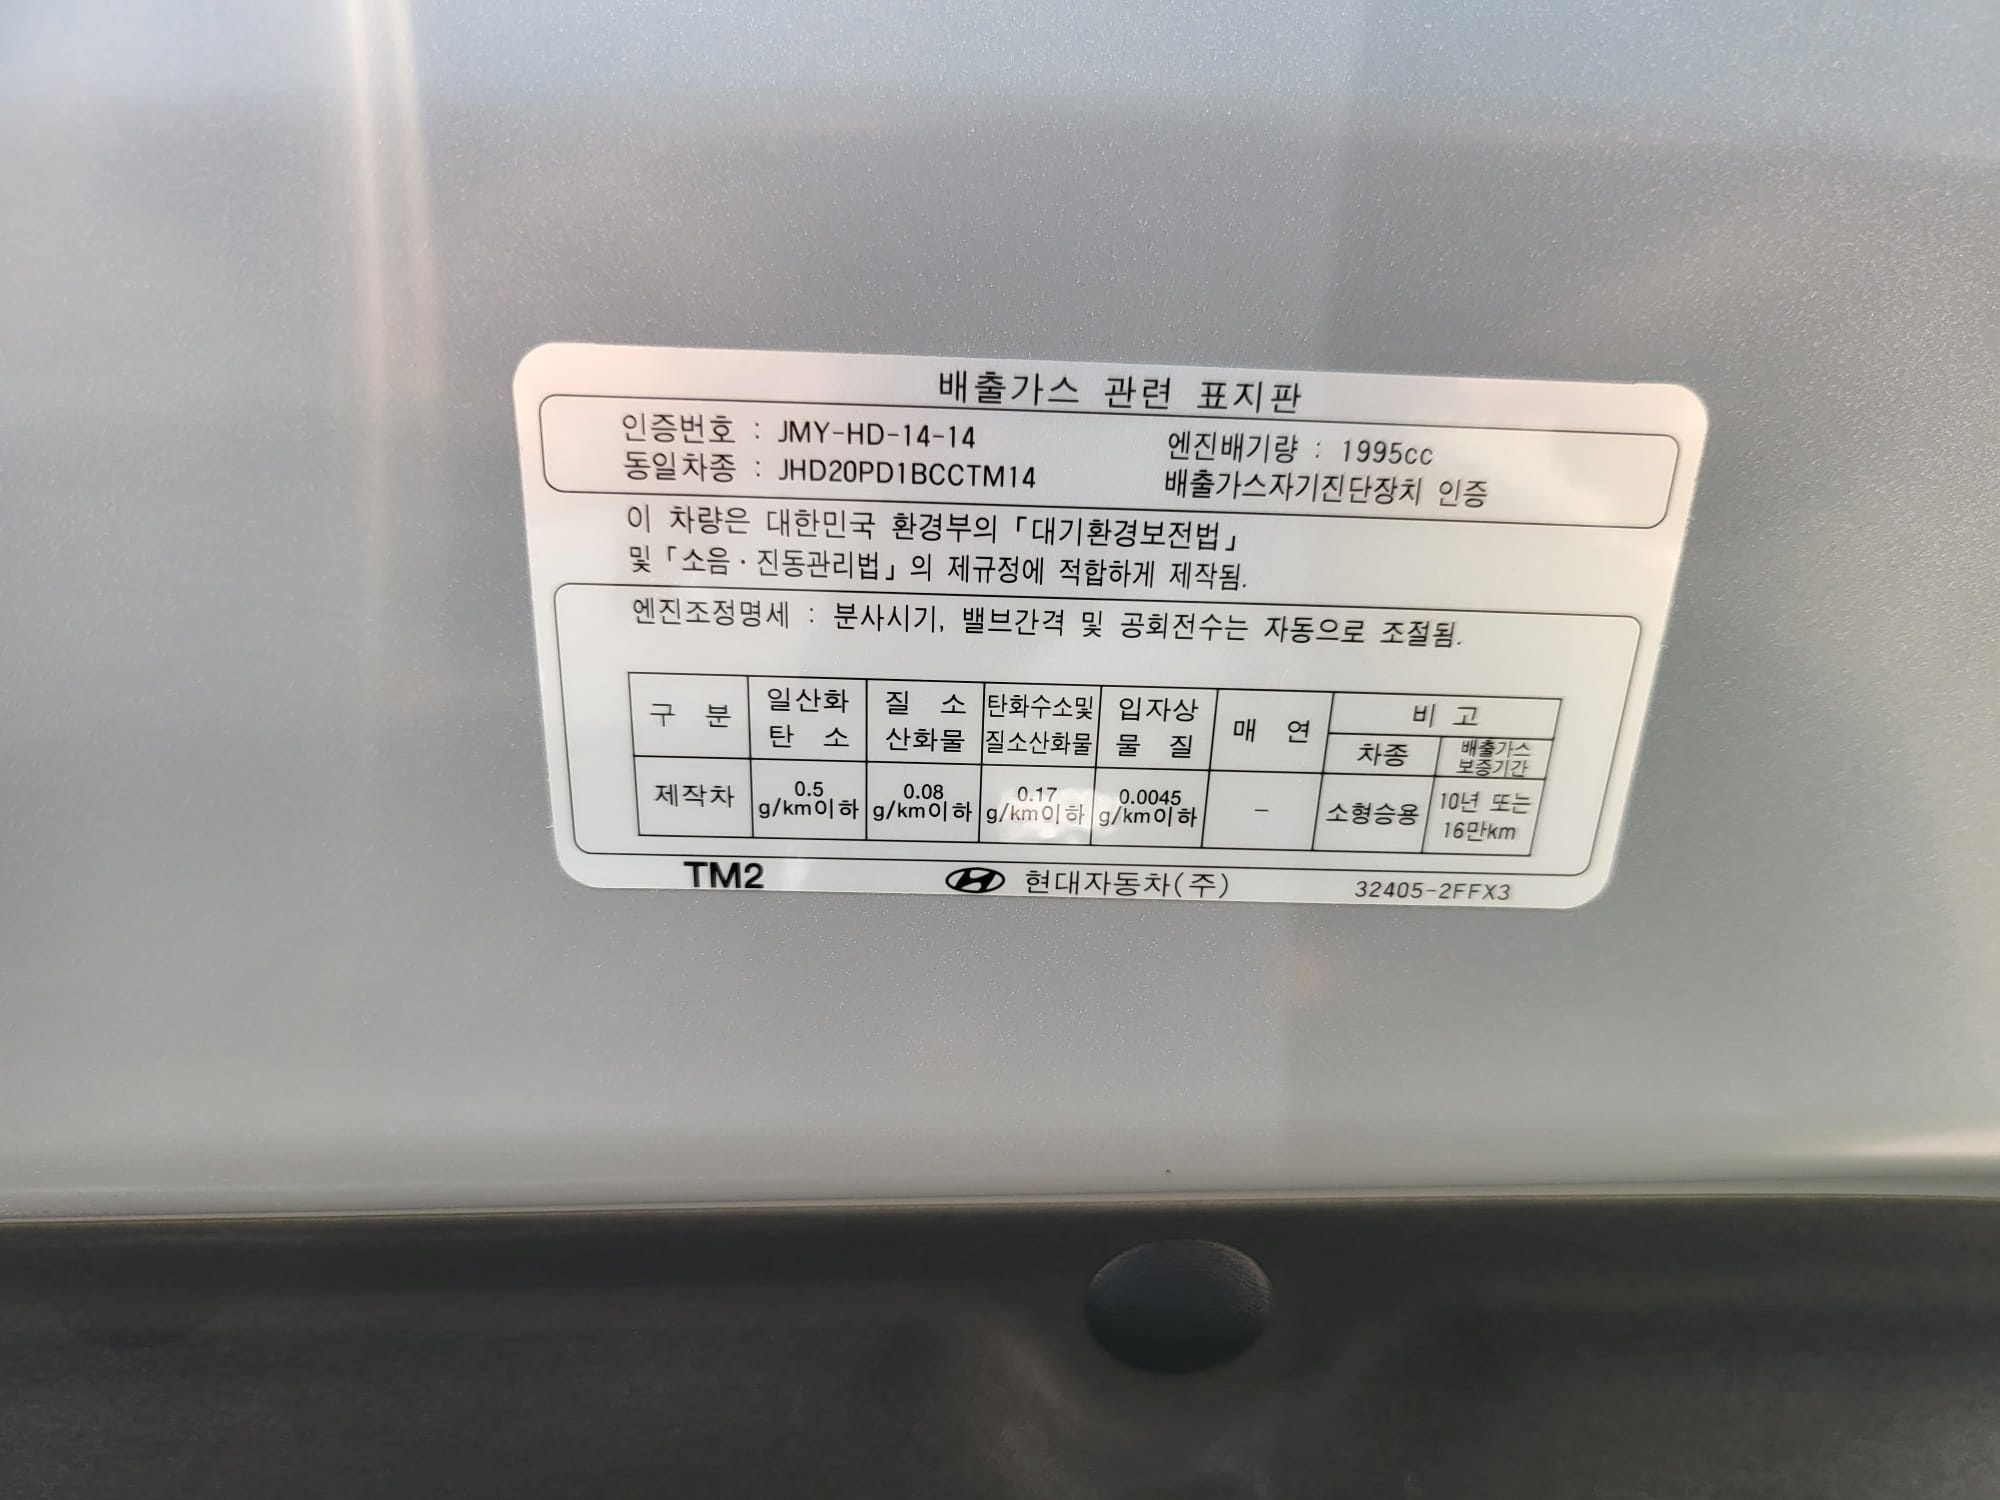 배출가스 관련 표지판
인증번호 : JMY-HD-14-14 엔진배기량 : 1995cc
동일차종 : JHD20PD1BCCTM14 배출가스자기진단장치 인증
이 차량은 대한민국 환경부의 「대기환경보전법」
및 「소음·진동관리법」의 제규정에 적합하게 제작됨.
엔진조정명세 : 분사시기, 밸브간격 및 공회전수는 자동으로 조절됨.
구 분
일산화
탄 소
질 소
산화물
탄화수소및
질소산화물
입자상
물 질
매 연
비 고
차종
배출가스
보증기간
제작차
0.5
g/km이하
0.08
g/km이하
0.17
g/km이하
0.0045
g/km이하
–
소형승용
10년 또는
16만km
TM2 현대자동차(주) 32405-2FFX3